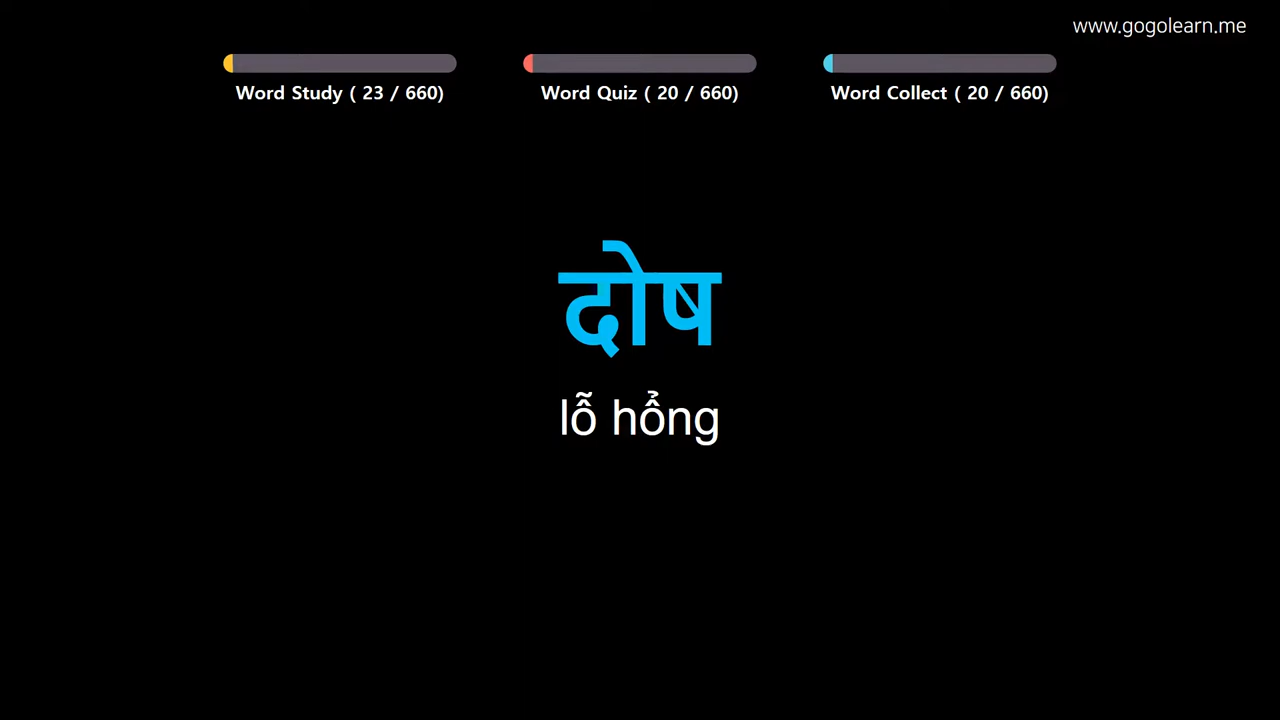 www.gogolearn.me
Word Study ( 23 / 660)
Word Quiz ( 20 / 660)
Word Collect ( 20 / 660)
दोष
lỗ hổng